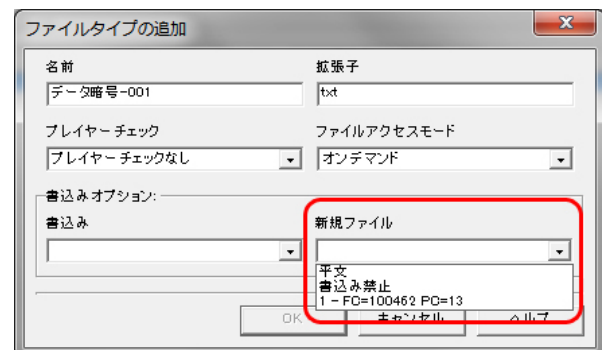 ファイルタイプの追加
名前
拡張子
データ暗号-001
txt
プレイヤー チェック
ファイルアクセスモード
プレイヤー チェックなし
オンデマンド
書込みオプション:
書込み
新規ファイル
平文
書込み禁止
1 - FC=100462 PC=13
OK
キャンセル
ヘルプ